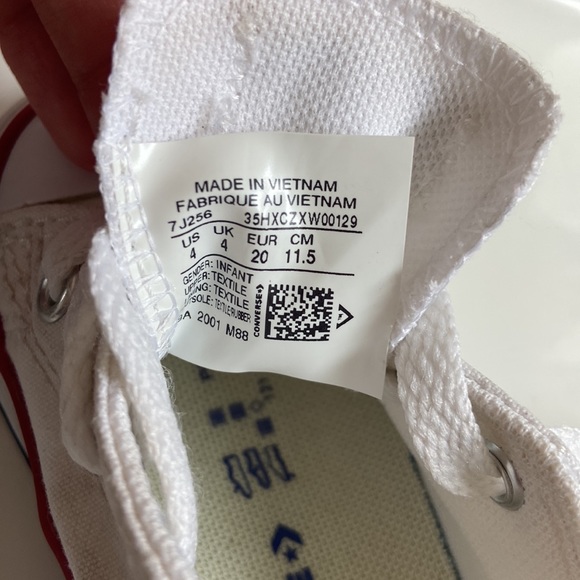 MADE IN VIETNAM
FABRIQUE AU VIETNAM
7J256 35HXCZXW00129
US UK EUR CM
4 4 20 11.5
GENDER: INFANT
UPPER: TEXTILE
LINING: TEXTILE
OUTSOLE: TEXTILE/RUBBER
2001 M88
CONVERSE